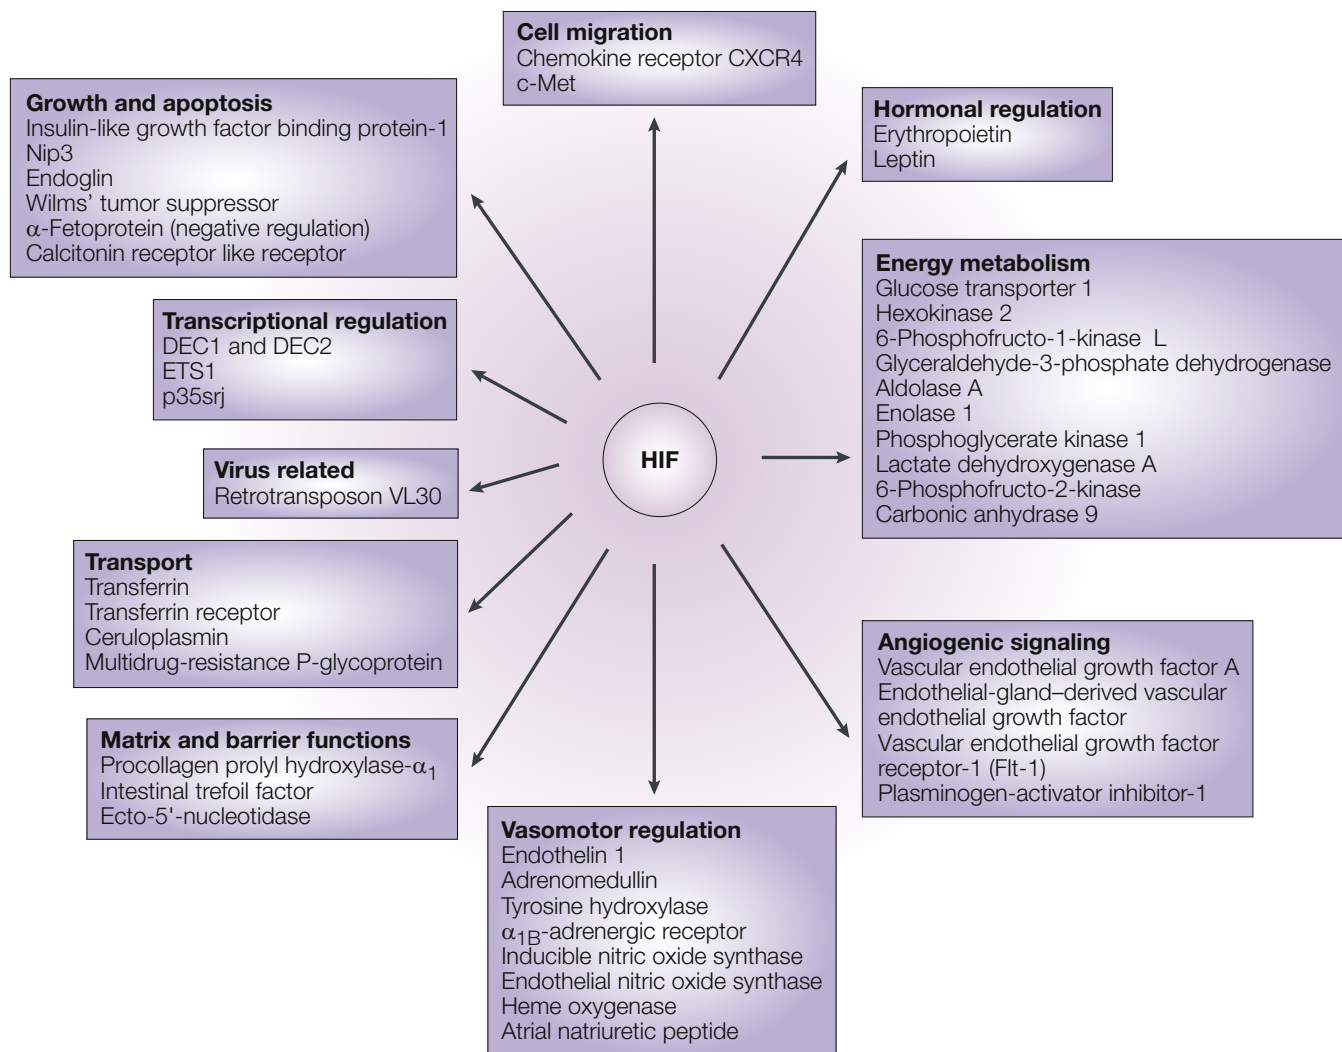 Cell migration
Chemokine receptor CXCR4
c-Met
Growth and apoptosis
Insulin-like growth factor binding protein-1
Nip3
Endoglin
Wilms' tumor suppressor
α-Fetoprotein (negative regulation)
Calcitonin receptor like receptor
Hormonal regulation
Erythropoietin
Leptin
Energy metabolism
Glucose transporter 1
Hexokinase 2
6-Phosphofructo-1-kinase L
Glyceraldehyde-3-phosphate dehydrogenase
Aldolase A
Enolase 1
Phosphoglycerate kinase 1
Lactate dehydroxygenase A
6-Phosphofructo-2-kinase
Carbonic anhydrase 9
Transcriptional regulation
DEC1 and DEC2
ETS1
p35srj
HIF
Virus related
Retrotransposon VL30
Transport
Transferrin
Transferrin receptor
Ceruloplasmin
Multidrug-resistance P-glycoprotein
Angiogenic signaling
Vascular endothelial growth factor A
Endothelial-gland–derived vascular
endothelial growth factor
Vascular endothelial growth factor
receptor-1 (Flt-1)
Plasminogen-activator inhibitor-1
Matrix and barrier functions
Procollagen prolyl hydroxylase-α1
Intestinal trefoil factor
Ecto-5'-nucleotidase
Vasomotor regulation
Endothelin 1
Adrenomedullin
Tyrosine hydroxylase
α1B-adrenergic receptor
Inducible nitric oxide synthase
Endothelial nitric oxide synthase
Heme oxygenase
Atrial natriuretic peptide